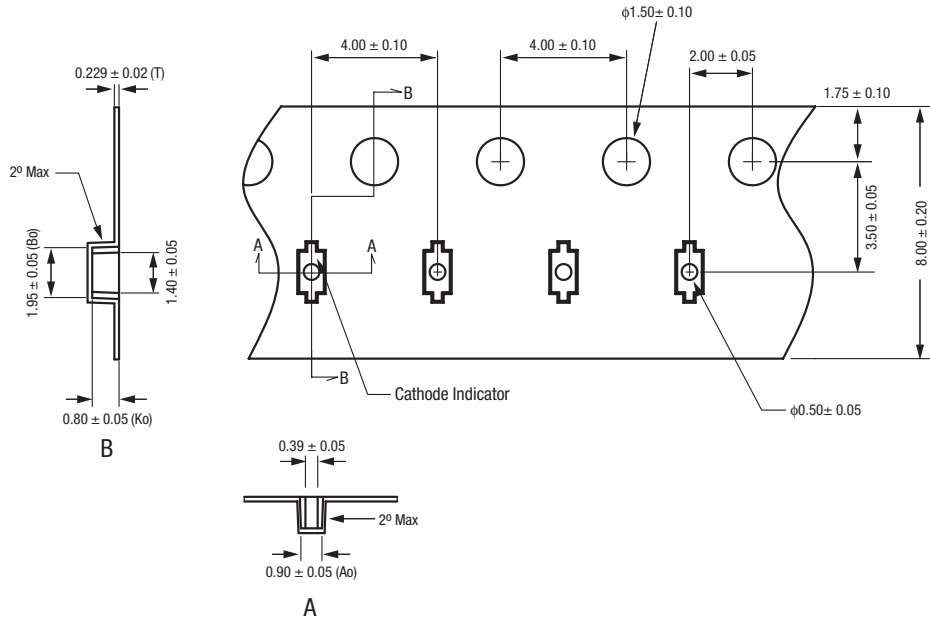 ϕ1.50± 0.10
4.00 ± 0.10
4.00 ± 0.10
2.00 ± 0.05
0.229 ± 0.02 (T)
1.75 ± 0.10
B
2º Max
3.50 ± 0.05
8.00 ± 0.20
A
A
1.95 ± 0.05 (Bo)
1.40 ± 0.05
B
Cathode Indicator
ϕ0.50± 0.05
0.80 ± 0.05 (Ko)
B
0.39 ± 0.05
2º Max
0.90 ± 0.05 (Ao)
A